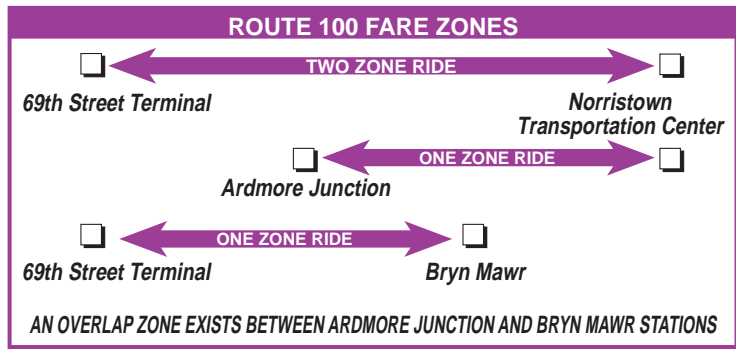 ROUTE 100 FARE ZONES
TWO ZONE RIDE
69th Street Terminal
Norristown
Transportation Center
ONE ZONE RIDE
Ardmore Junction
ONE ZONE RIDE
69th Street Terminal
Bryn Mawr
AN OVERLAP ZONE EXISTS BETWEEN ARDMORE JUNCTION AND BRYN MAWR STATIONS